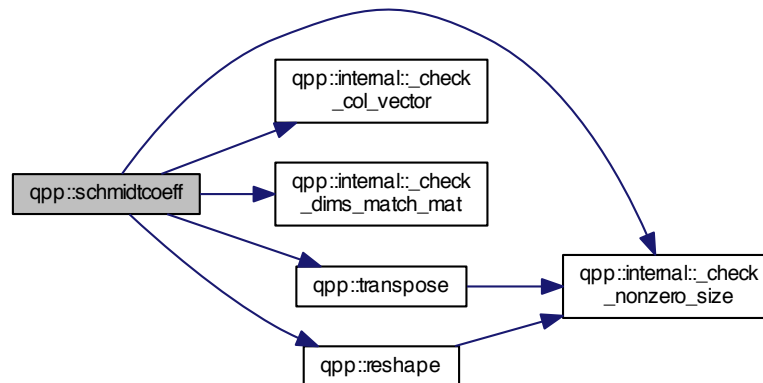 qpp::internal::_check
_col_vector
qpp::schmidtcoeff
qpp::internal::_check
_dims_match_mat
qpp::transpose
qpp::internal::_check
_nonzero_size
qpp::reshape